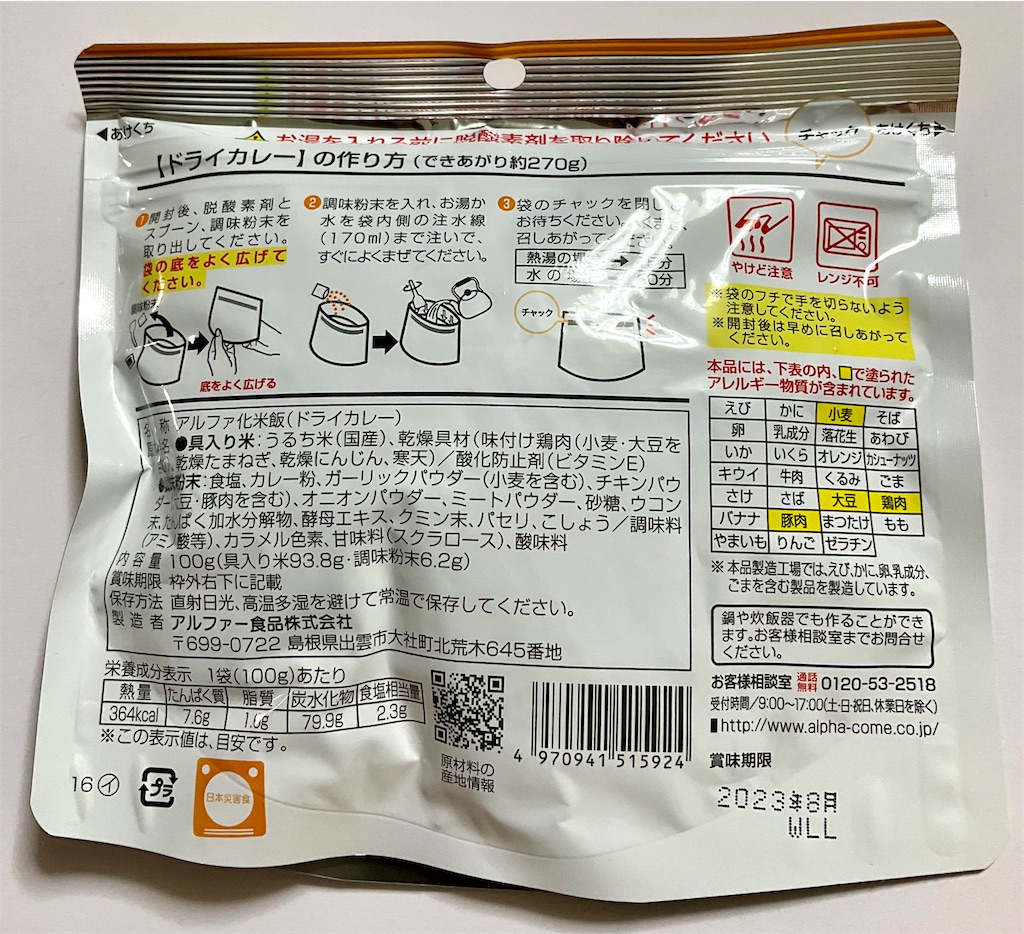 ◀あけくち
お湯を入れる前に脱酸素剤を取り除いてください
チャック
あけくち▶
【ドライカレー】の作り方(できあがり約270g)
❶開封後、脱酸素剤と
スプーン、調味粉末を
取り出してください。
袋の底をよく広げて
ください。
底をよく広げる
❷調味粉末を入れ、お湯か
水を袋内側の注水線
(170ml)まで注いで、
すぐによくまぜてください。
❸袋のチャックを閉じ
お待ちください。
召しあがって
熱湯の場 → 分
水の 0分
チャック
やけど注意
レンジ不可
※袋のフチで手を切らないよう
注意してください。
※開封後は早めに召しあがって
ください。
本品には、下表の内、□で塗られた
アレルギー物質が含まれています。
えび かに 小麦 そば
卵 乳成分 落花生 あわび
いか いくら オレンジ カシューナッツ
キウイ 牛肉 くるみ ごま
さけ さば 大豆 鶏肉
バナナ 豚肉 まつたけ もも
やまいも りんご ゼラチン
※本品製造工場では、えび、かに、卵、乳成分、
ごまを含む製品を製造しています。
鍋や炊飯器でも作ることができ
ます。お客様相談室までお問合せ
ください。
お客様相談室 通話無料 0120-53-2518
受付時間/9:00〜17:00(土・日・祝日、休業日を除く)
http://www.alpha-come.co.jp/
賞味期限
2023年8月
WLL
名称 アルファ化米飯(ドライカレー)
●具入り米:うるち米(国産)、乾燥具材(味付け鶏肉(小麦・大豆を
乾燥たまねぎ、乾燥にんじん、寒天)/酸化防止剤(ビタミンE)
粉末:食塩、カレー粉、ガーリックパウダー(小麦を含む)、チキンパウ
ダー 大豆・豚肉を含む)、オニオンパウダー、ミートパウダー、砂糖、ウコン
末、たんぱく加水分解物、酵母エキス、クミン末、パセリ、こしょう/調味料
(アミノ酸等)、カラメル色素、甘味料(スクラロース)、酸味料
内容量 100g(具入り米93.8g・調味粉末6.2g)
賞味期限 枠外右下に記載
保存方法 直射日光、高温多湿を避けて常温で保存してください。
製造者 アルファー食品株式会社
〒699-0722 島根県出雲市大社町北荒木645番地
栄養成分表示 1袋(100g)あたり
熱量 たんぱく質 脂質 炭水化物 食塩相当量
364kcal 7.6g 1.0g 79.9g 2.3g
※この表示値は、目安です。
原材料の
産地情報
4 970941 515924
16 イ
プラ
日本災害食